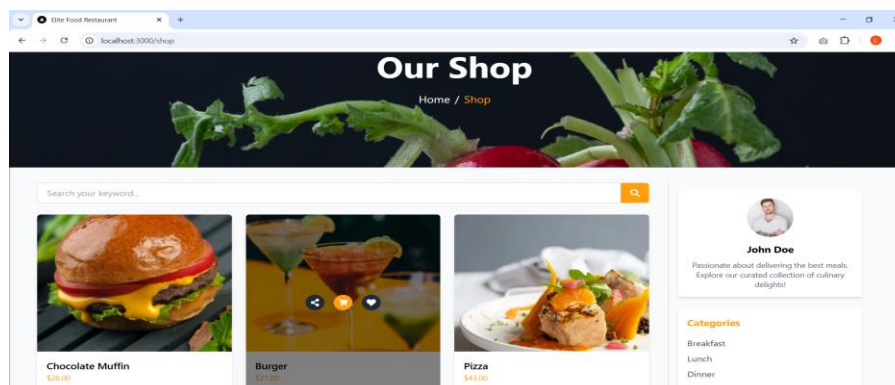 Elite Food Restaurant
localhost:3000/shop
Our Shop
Home / Shop
Search your keyword...
John Doe
Passionate about delivering the best meals.
Explore our curated collection of culinary
delights!
Categories
Breakfast
Lunch
Dinner
Chocolate Muffin
$28.00
Burger
$21.00
Pizza
$43.00